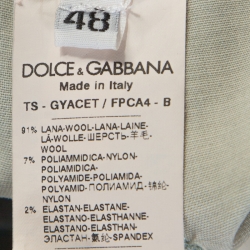 48
DOLCE & GABBANA
Made in Italy
TS - GYACET / FPCA4 - B
91% LANA-WOOL-LANA-LAINE-
LÃ-WOLLE-ШЕРСТЬ-羊毛-
WOOL
7% POLIAMMIDICA-NYLON-
POLIAMIDICA-
POLYAMIDE-POLIAMIDA-
POLYAMID-ПОЛИАМИД-锦纶-
NYLON
2% ELASTAN-ELASTANE-
ELASTANO-ELASTHANNE-
ELASTANO-ELASTHAN-
ЭЛАСТАН-氨纶-SPANDEX